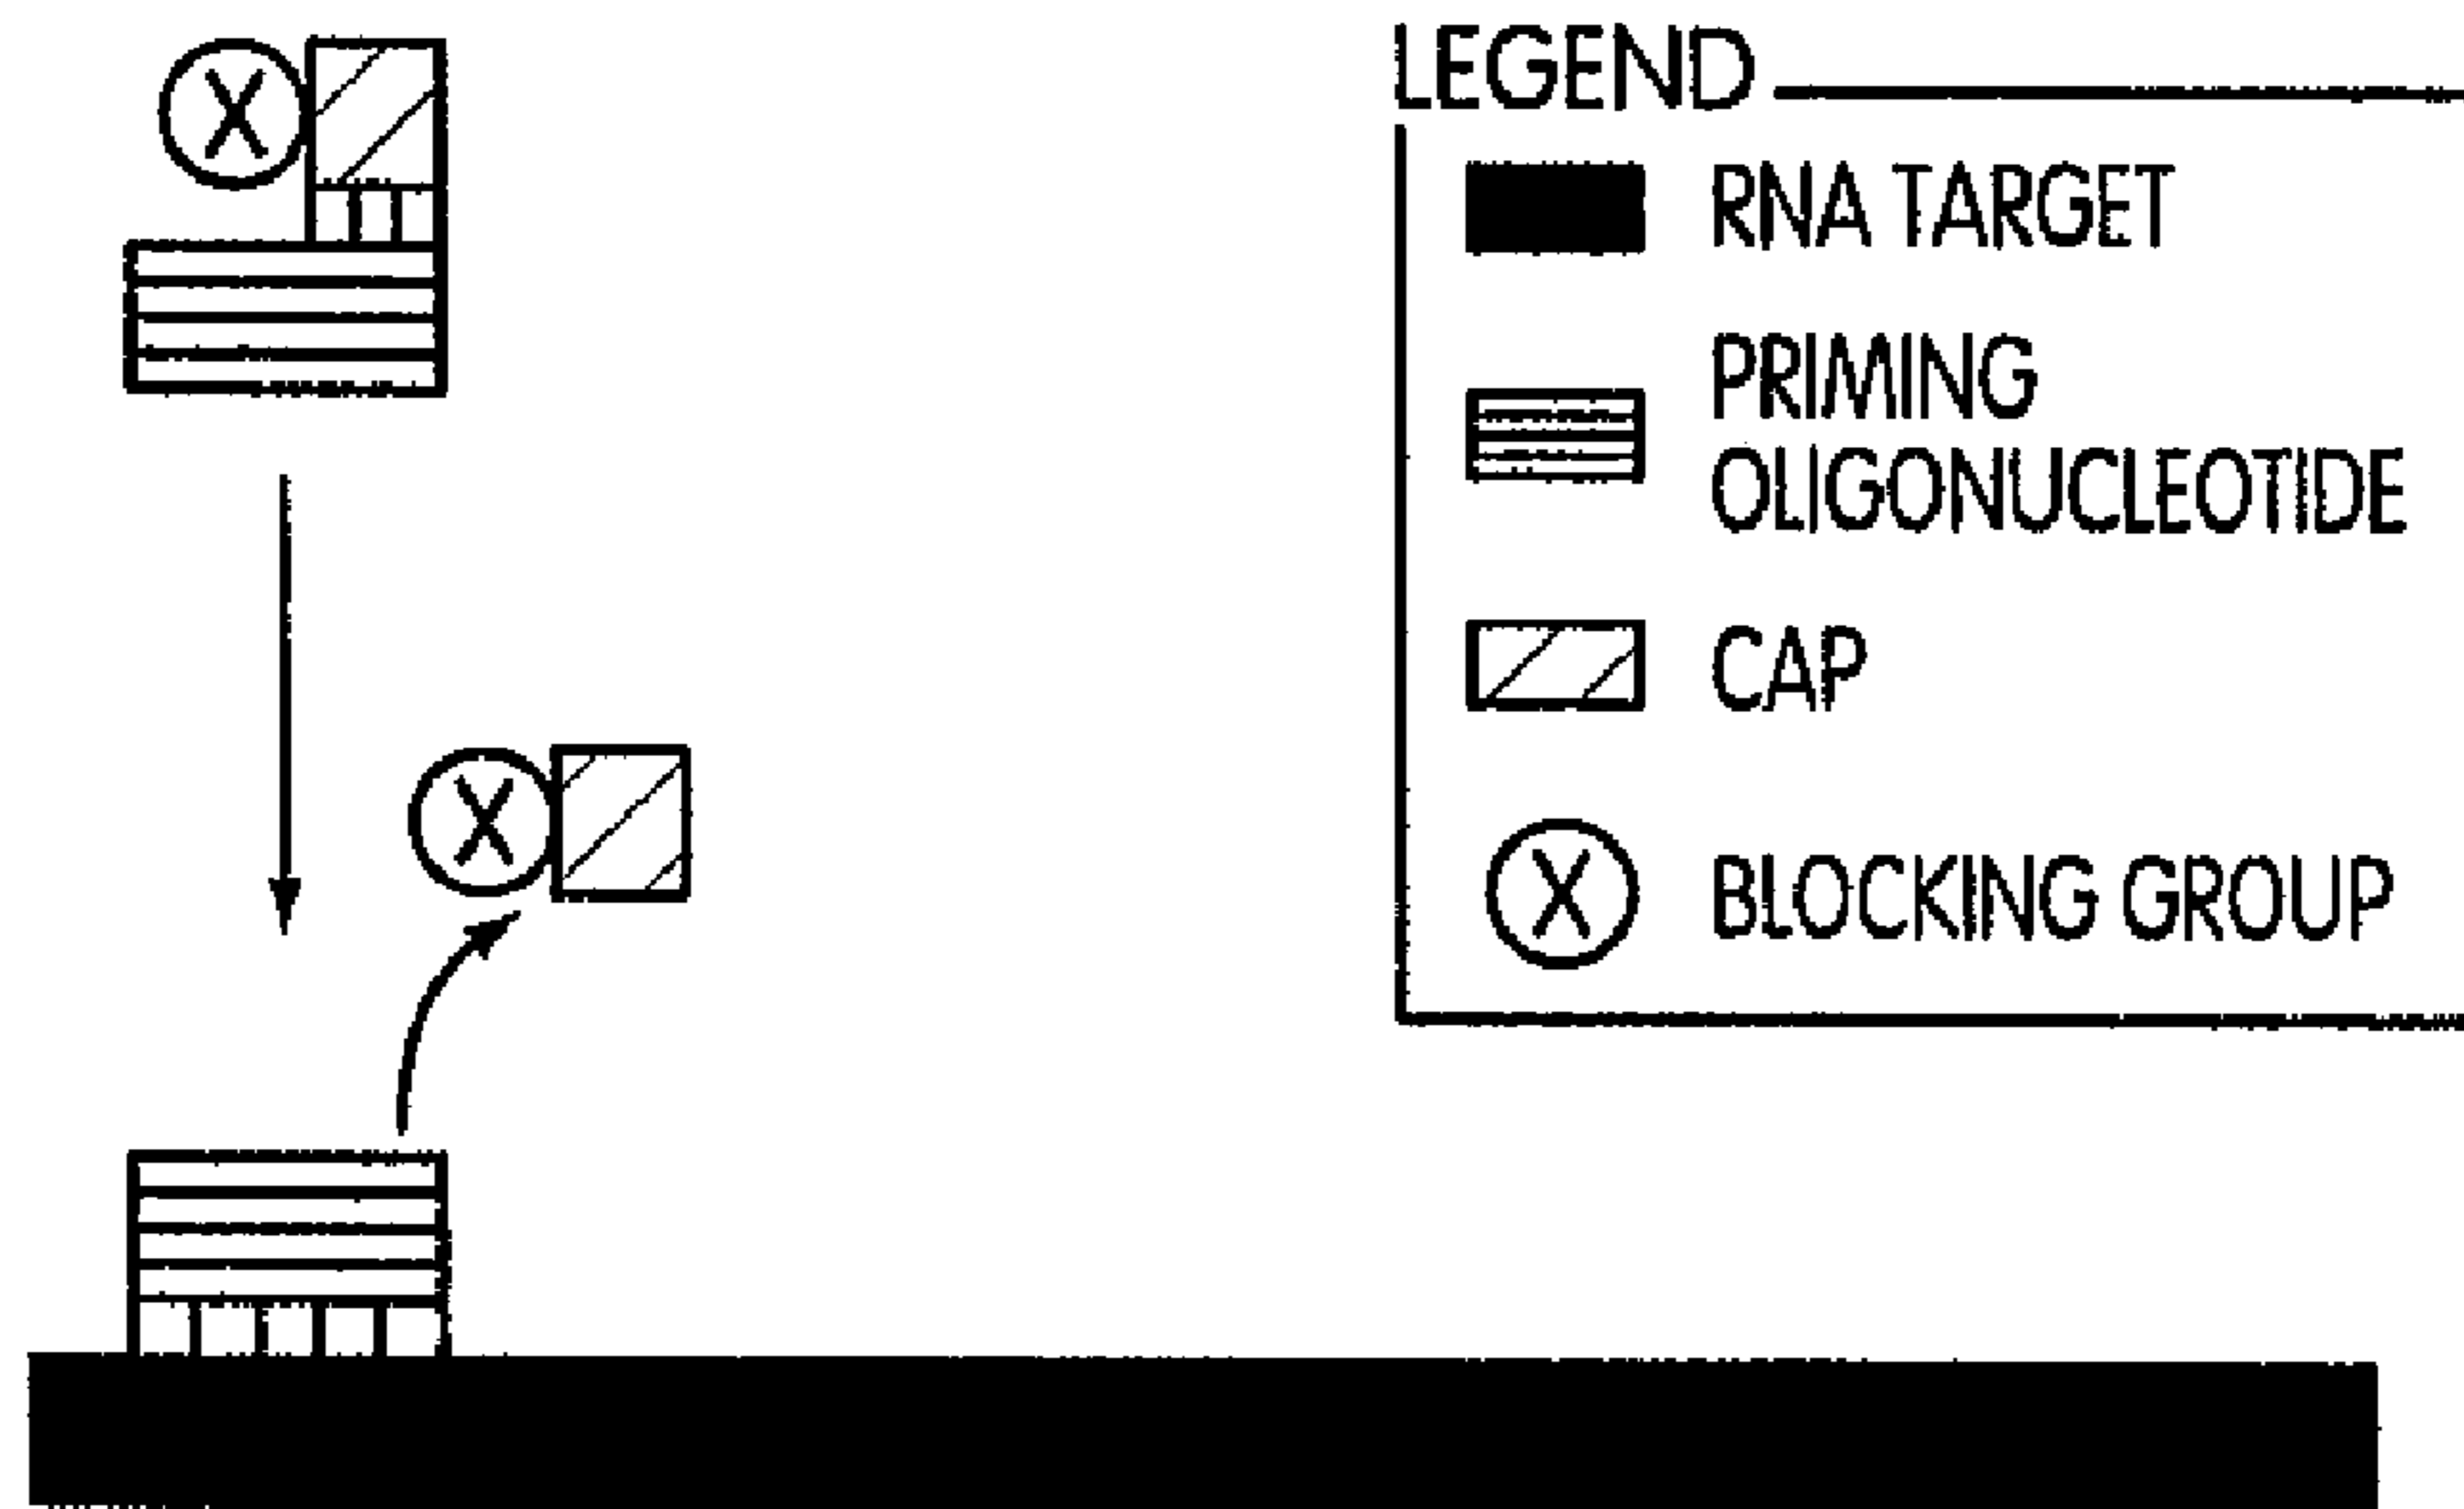 LEGEND
RNA TARGET
PRIMING
OLIGONUCLEOTIDE
CAP
X BLOCKING GROUP
X
X